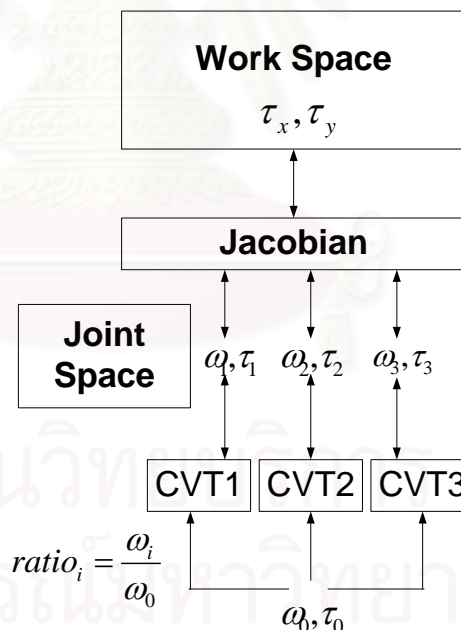 Work Space
τx, τy
Jacobian
Joint
Space
ω1, τ1 ω2, τ2 ω3, τ3
CVT1 CVT2 CVT3
ratioi = ωi / ω0
ω0, τ0